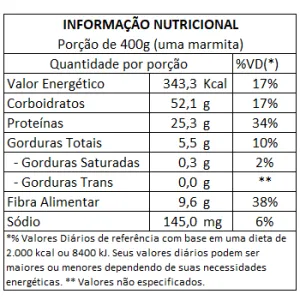 INFORMAÇÃO NUTRICIONAL
Porção de 400g (uma marmita)
Quantidade por porção %VD(*)
Valor Energético 343,3 Kcal 17%
Corboidratos 52,1 g 17%
Proteínas 25,3 g 34%
Gorduras Totais 5,5 g 10%
- Gorduras Saturadas 0,3 g 2%
- Gorduras Trans 0,0 g **
Fibra Alimentar 9,6 g 38%
Sódio 145,0 mg 6%
*% Valores Diários de referência com base em uma dieta de
2.000 kcal ou 8400 kJ. Seus valores diários podem ser
maiores ou menores dependendo de suas necessidades
energéticas. ** Valores não especificados.